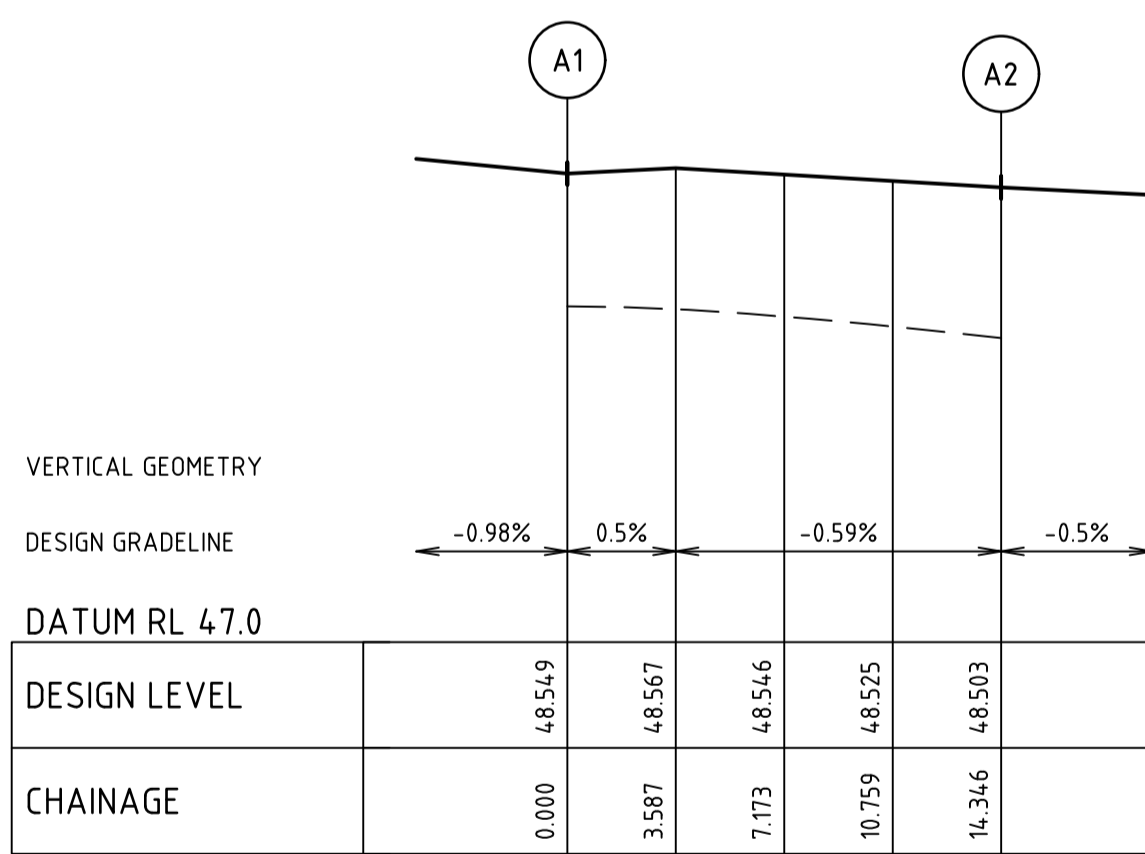 A1
A2
VERTICAL GEOMETRY
DESIGN GRADELINE -0.98% 0.5% -0.59% -0.5%
DATUM RL 47.0
DESIGN LEVEL 48.549 48.567 48.546 48.525 48.503
CHAINAGE 0.000 3.587 7.173 10.759 14.346